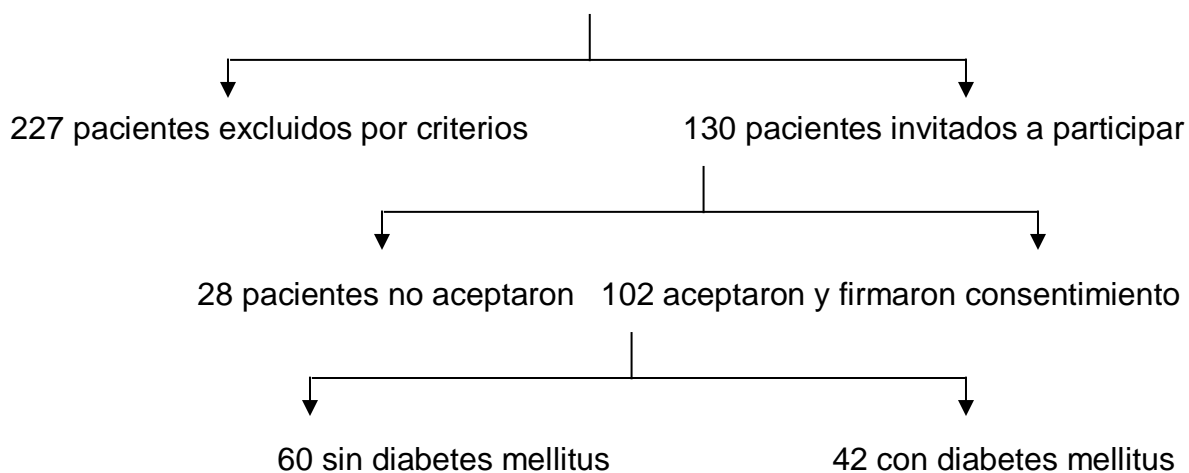 227 pacientes excluidos por criterios 130 pacientes invitados a participar
28 pacientes no aceptaron 102 aceptaron y firmaron consentimiento
60 sin diabetes mellitus 42 con diabetes mellitus